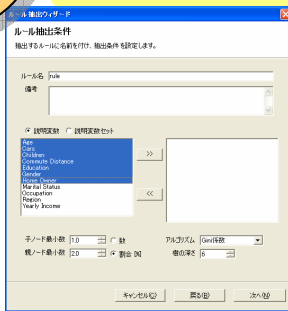 ルール抽出ウィザード
ルール抽出条件
抽出するルールに名前を付け、抽出条件を設定します。
ルール名 rule
備考
説明変数 説明変数セット
Age
Cars
Children
Commute Distance
Education
Gender
Home Owner
Marital Status
Occupation
Region
Yearly Income
>>
<<
子ノード最小数 1.0 数 アルゴリズム Gini係数
親ノード最小数 2.0 割合 [%] 樹の深さ 6
キャンセル(C) 戻る(B) 次へ(N)